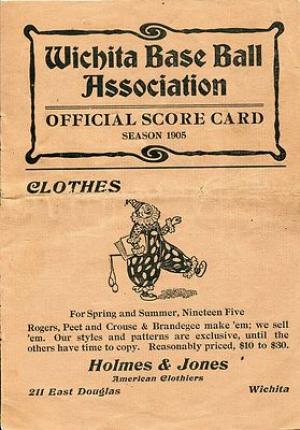 Wichita Base Ball
Association
OFFICIAL SCORE CARD
SEASON 1905
CLOTHES
For Spring and Summer, Nineteen Five
Rogers, Peet and Crouse & Brandegee make 'em; we sell
'em. Our styles and patterns are exclusive, until the
others have time to copy. Reasonably priced, $10 to $30.
Holmes & Jones
American Clothiers
211 East Douglas Wichita